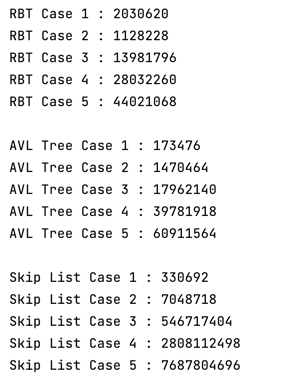 RBT Case 1 : 2030620
RBT Case 2 : 1128228
RBT Case 3 : 13981796
RBT Case 4 : 28032260
RBT Case 5 : 44021068
AVL Tree Case 1 : 173476
AVL Tree Case 2 : 1470464
AVL Tree Case 3 : 17962140
AVL Tree Case 4 : 39781918
AVL Tree Case 5 : 60911564
Skip List Case 1 : 330692
Skip List Case 2 : 7048718
Skip List Case 3 : 546717404
Skip List Case 4 : 2808112498
Skip List Case 5 : 7687804696